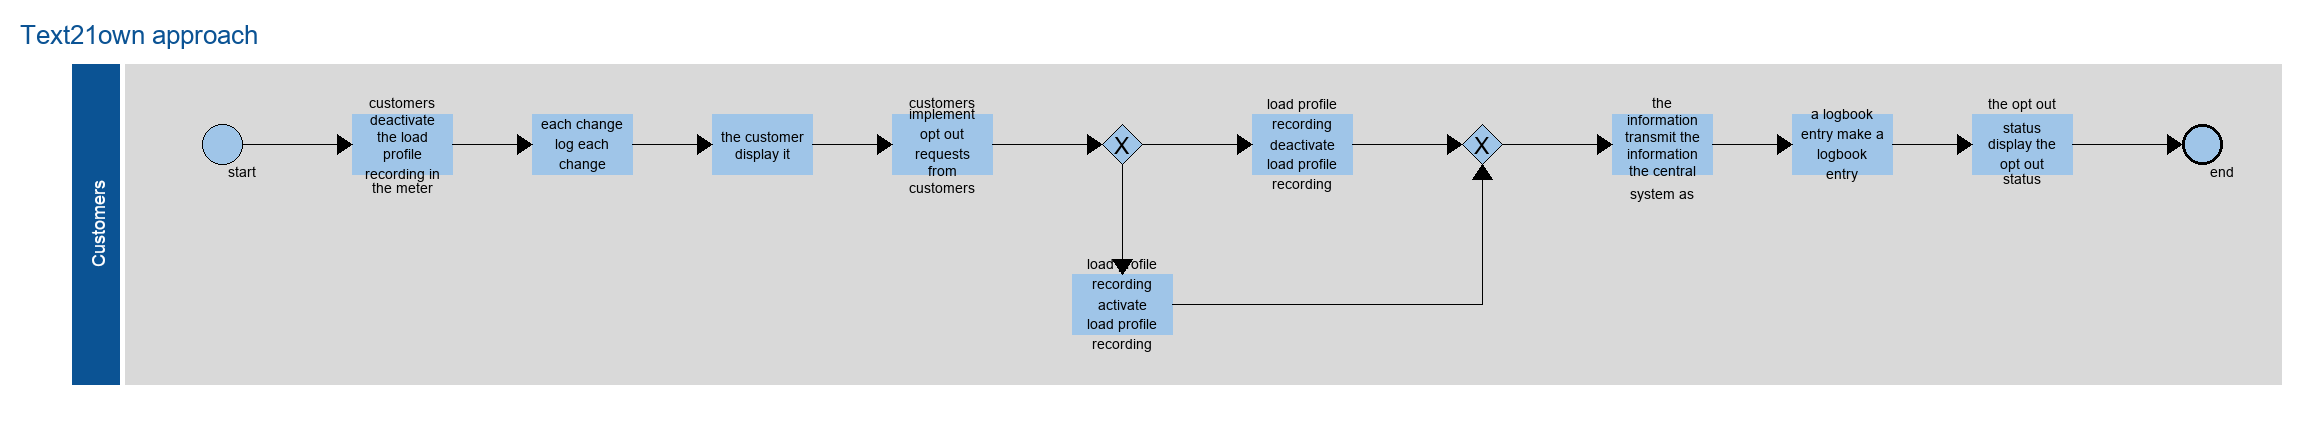 Text21own approach
Customers
start
customers
deactivate
the load
profile
recording in
the meter
each change
log each
change
the customer
display it
customers
implement
opt out
requests
from
customers
X
load profile
recording
deactivate
load profile
recording
load profile
recording
activate
load profile
recording
X
the
information
transmit the
information
the central
system as
a logbook
entry make a
logbook
entry
the opt out
status
display the
opt out
status
end